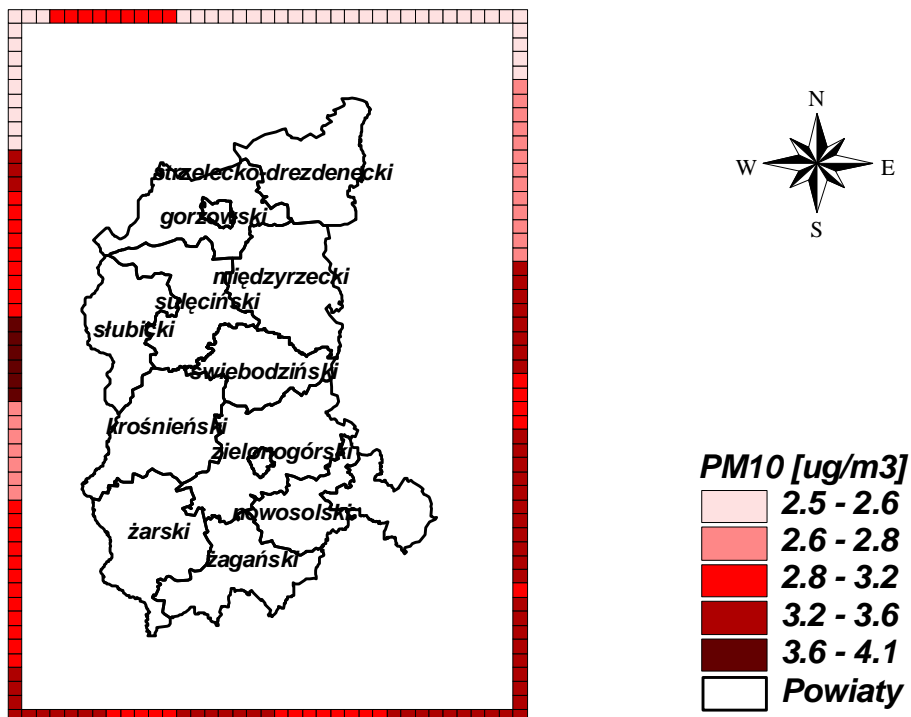 N
W E
S
strzelecko-drezdenecki
gorzowski
międzyrzecki
sulęciński
słubicki
świebodziński
krośnieński
zielonogórski
nowosolski
żarski
żagański
PM10 [ug/m3]
2.5 - 2.6
2.6 - 2.8
2.8 - 3.2
3.2 - 3.6
3.6 - 4.1
Powiaty